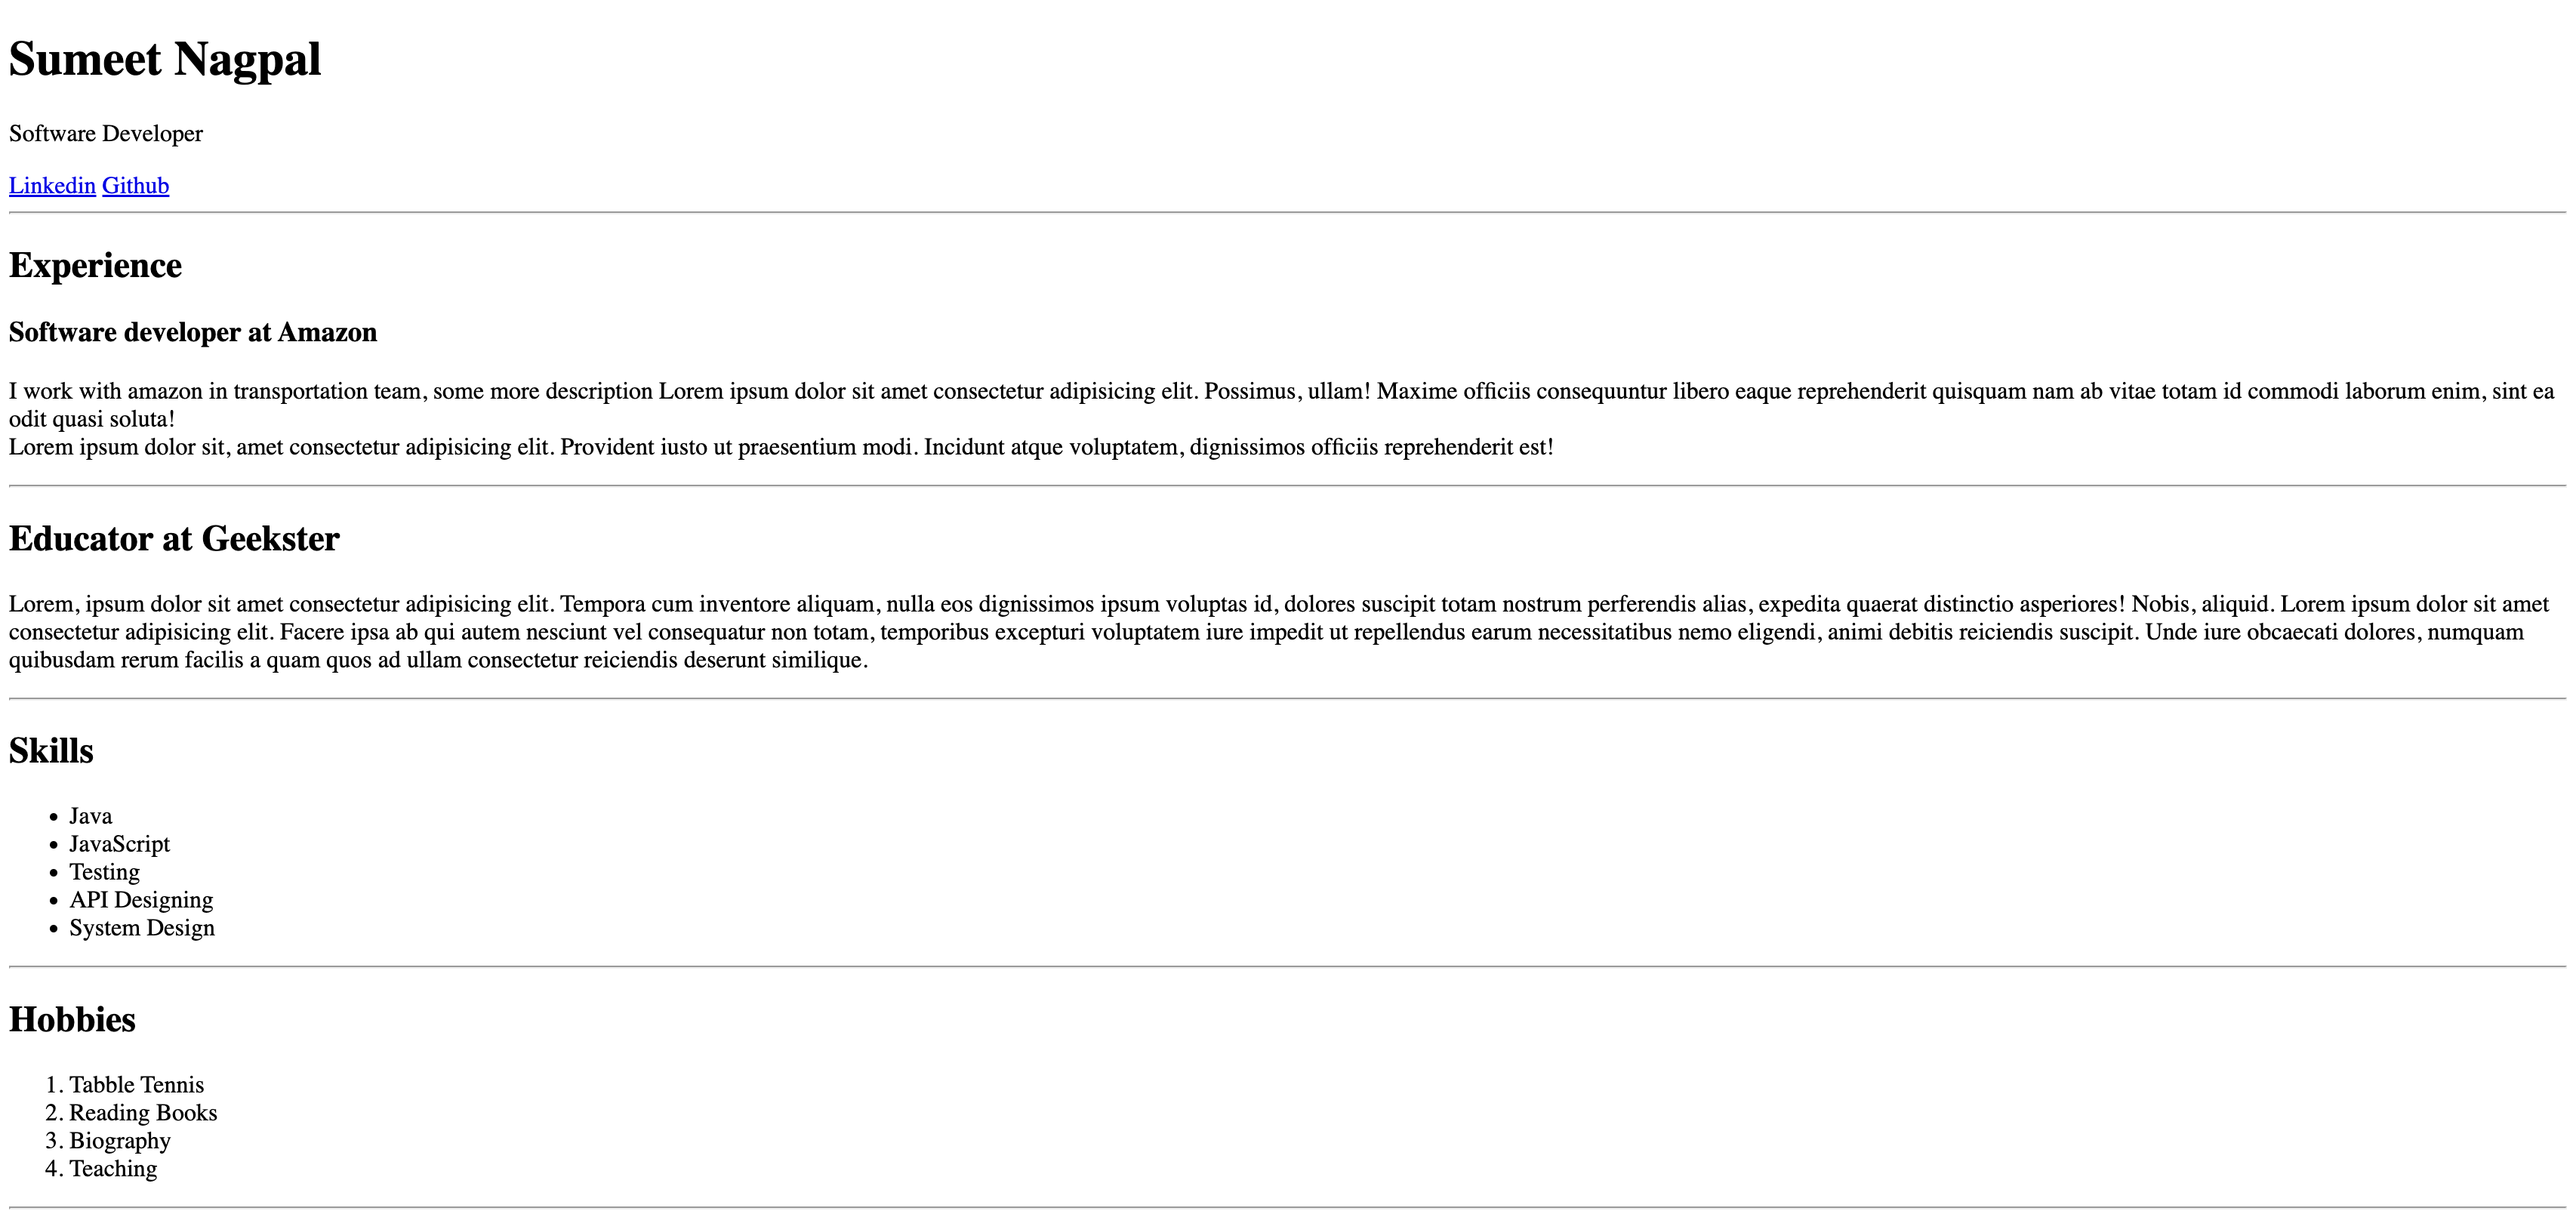 Sumeet Nagpal
Software Developer
Linkedin Github
Experience
Software developer at Amazon
I work with amazon in transportation team, some more description Lorem ipsum dolor sit amet consectetur adipisicing elit. Possimus, ullam! Maxime officiis consequuntur libero eaque reprehenderit quisquam nam ab vitae totam id commodi laborum enim, sint ea
odit quasi soluta!
Lorem ipsum dolor sit, amet consectetur adipisicing elit. Provident iusto ut praesentium modi. Incidunt atque voluptatem, dignissimos officiis reprehenderit est!
Educator at Geekster
Lorem, ipsum dolor sit amet consectetur adipisicing elit. Tempora cum inventore aliquam, nulla eos dignissimos ipsum voluptas id, dolores suscipit totam nostrum perferendis alias, expedita quaerat distinctio asperiores! Nobis, aliquid. Lorem ipsum dolor sit amet
consectetur adipisicing elit. Facere ipsa ab qui autem nesciunt vel consequatur non totam, temporibus excepturi voluptatem iure impedit ut repellendus earum necessitatibus nemo eligendi, animi debitis reiciendis suscipit. Unde iure obcaecati dolores, numquam
quibusdam rerum facilis a quam quos ad ullam consectetur reiciendis deserunt similique.
Skills
• Java
• JavaScript
• Testing
• API Designing
• System Design
Hobbies
1. Tabble Tennis
2. Reading Books
3. Biography
4. Teaching